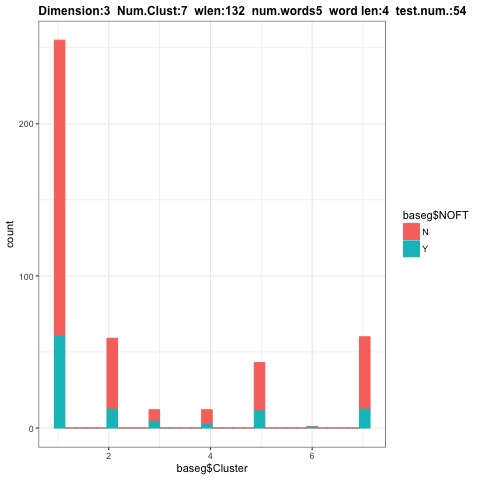 Dimension:3  Num.Clust:7  wlen:132  num.words5  word len:4  test.num.:54
200
100
0
count
2
4
6
baseg$Cluster
baseg$NOFT
N
Y